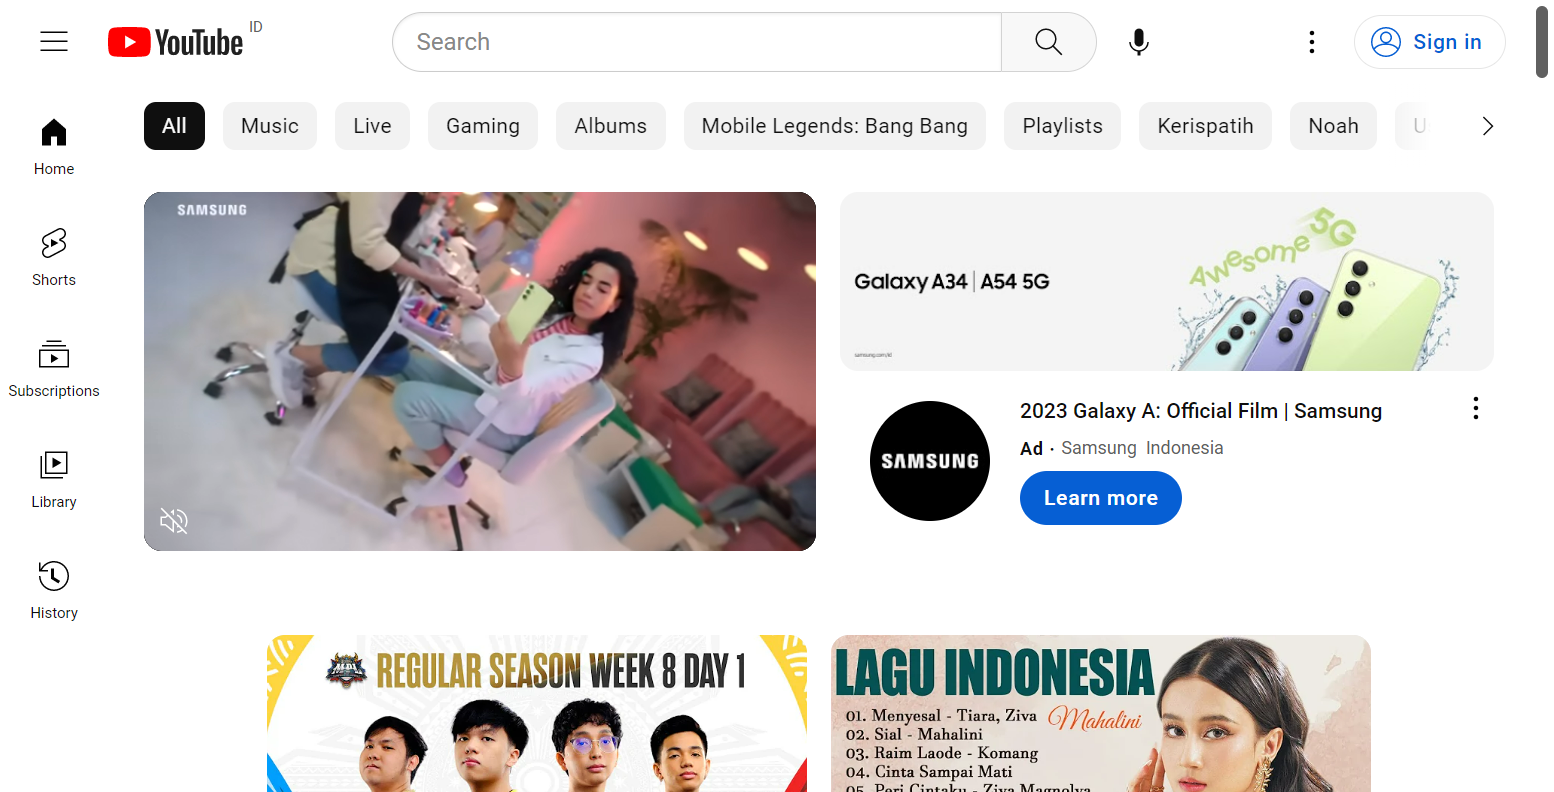 YouTube ID
Search
Sign in
All
Music
Live
Gaming
Albums
Mobile Legends: Bang Bang
Playlists
Kerispatih
Noah
U
Home
Shorts
Subscriptions
Library
History
SAMSUNG
Awesome 5G
Galaxy A34 | A54 5G
samsung.com/id
SAMSUNG
2023 Galaxy A: Official Film | Samsung
Ad · Samsung Indonesia
Learn more
REGULAR SEASON WEEK 8 DAY 1
LAGU INDONESIA
Mahalini
01. Menyesal - Tiara, Ziva
02. Sial - Mahalini
03. Raim Laode - Komang
04. Cinta Sampai Mati
05. Peri Cintaku - Ziva Magnolya